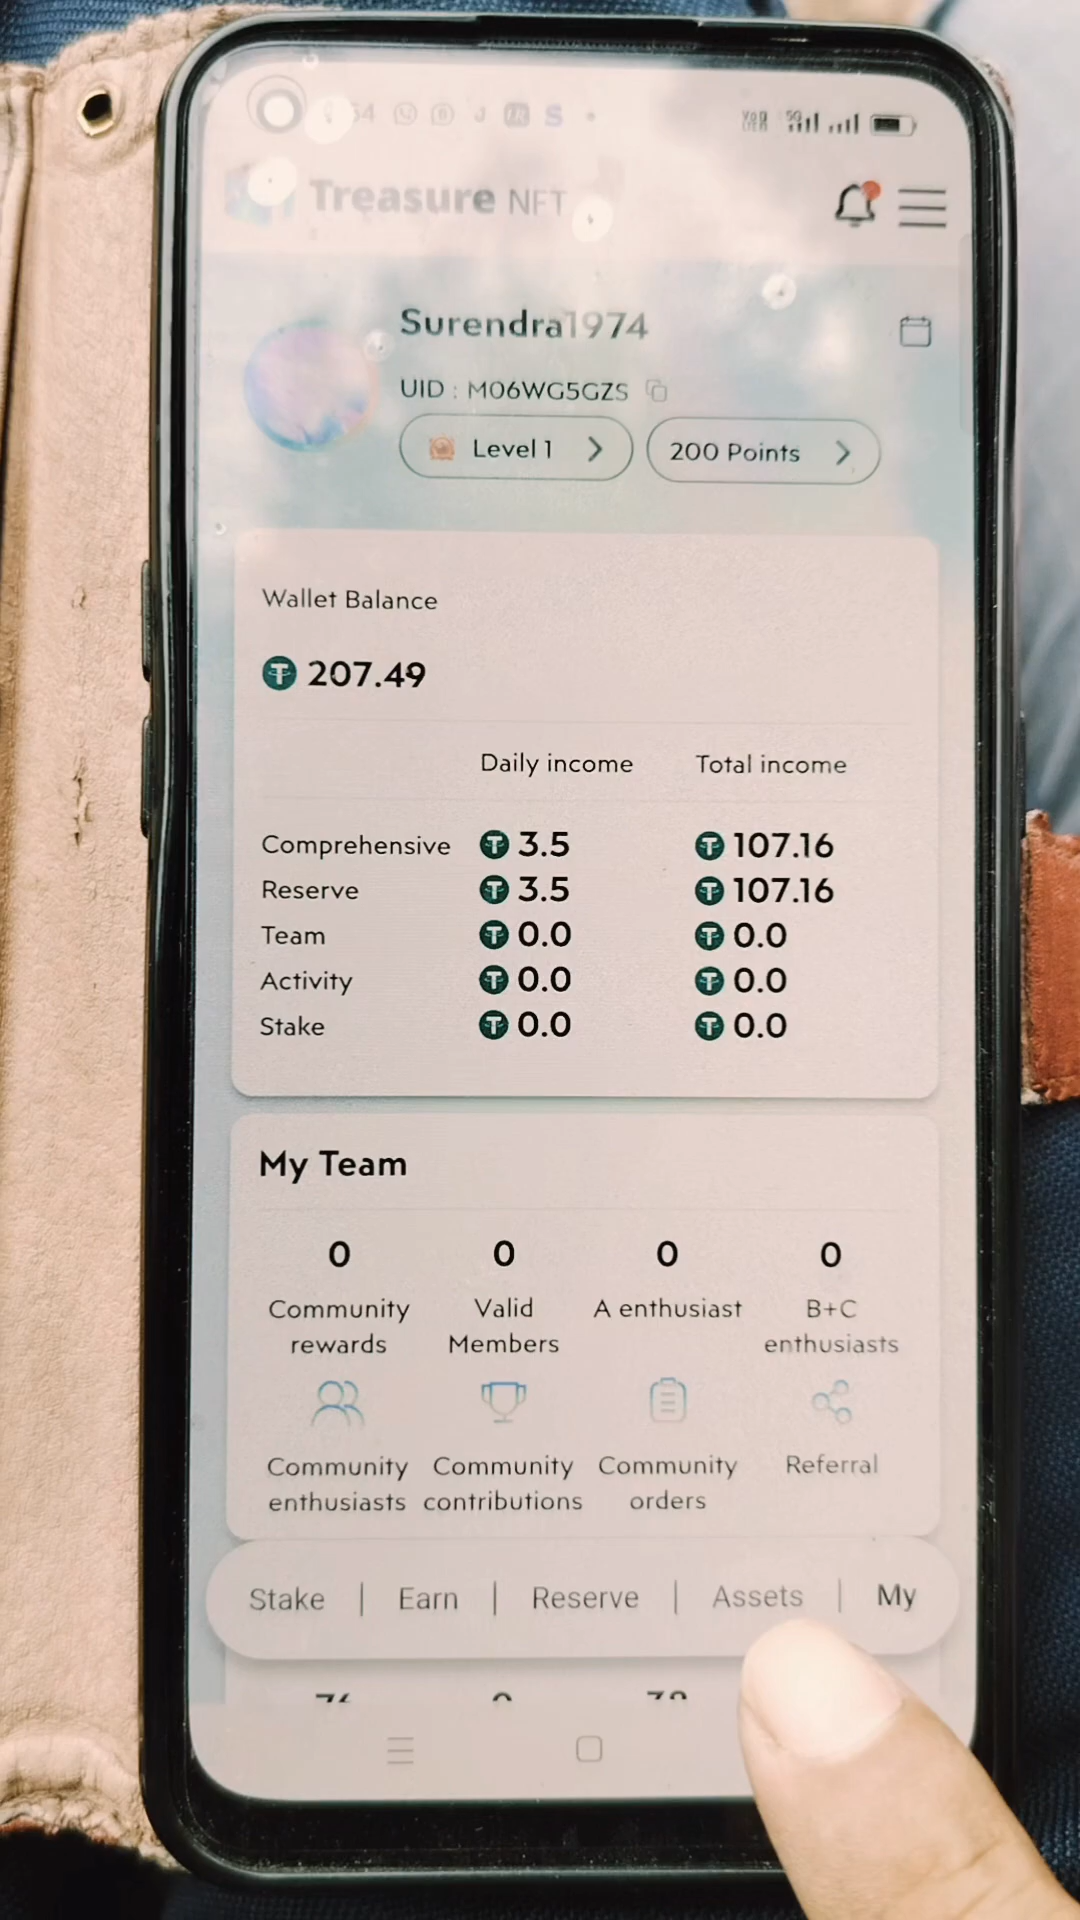 Treasure NFT
Surendra1974
UID : M06WG5GZS
Level 1
200 Points
Wallet Balance
207.49
Daily income Total income
Comprehensive 3.5 107.16
Reserve 3.5 107.16
Team 0.0 0.0
Activity 0.0 0.0
Stake 0.0 0.0
My Team
0 0 0 0
Community rewards Valid Members A enthusiast B+C enthusiasts
Community enthusiasts Community contributions Community orders Referral
Stake | Earn | Reserve | Assets | My